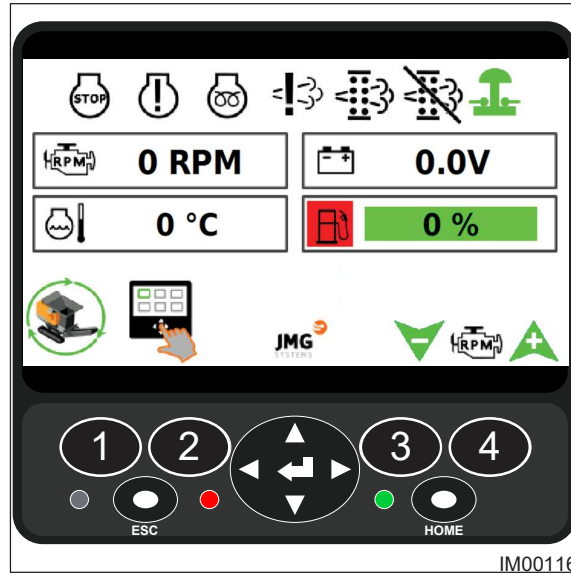 STOP
RPM 0 RPM
- + 0.0V
0 °C
0 %
JMG
SYSTEMS
RPM
1 2 3 4
ESC
HOME
IM00116